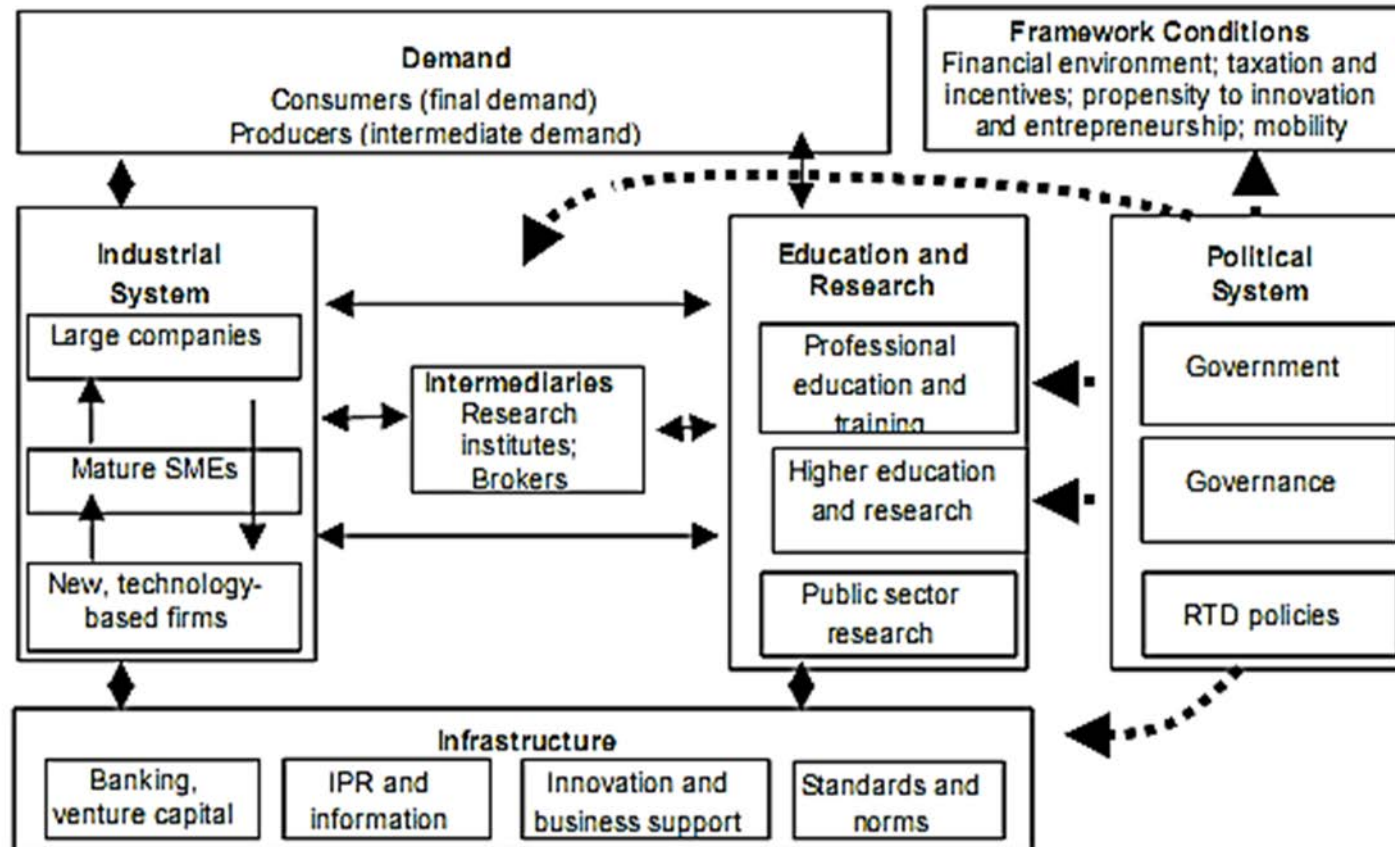 Demand
Consumers (final demand)
Producers (intermediate demand)
Framework Conditions
Financial environment; taxation and
incentives; propensity to innovation
and entrepreneurship; mobility
Industrial
System
Large companies
Mature SMEs
New, technology-
based firms
Intermediaries
Research
institutes;
Brokers
Education and
Research
Professional
education and
training
Higher education
and research
Public sector
research
Political
System
Government
Governance
RTD policies
Infrastructure
Banking,
venture capital
IPR and
information
Innovation and
business support
Standards and
norms